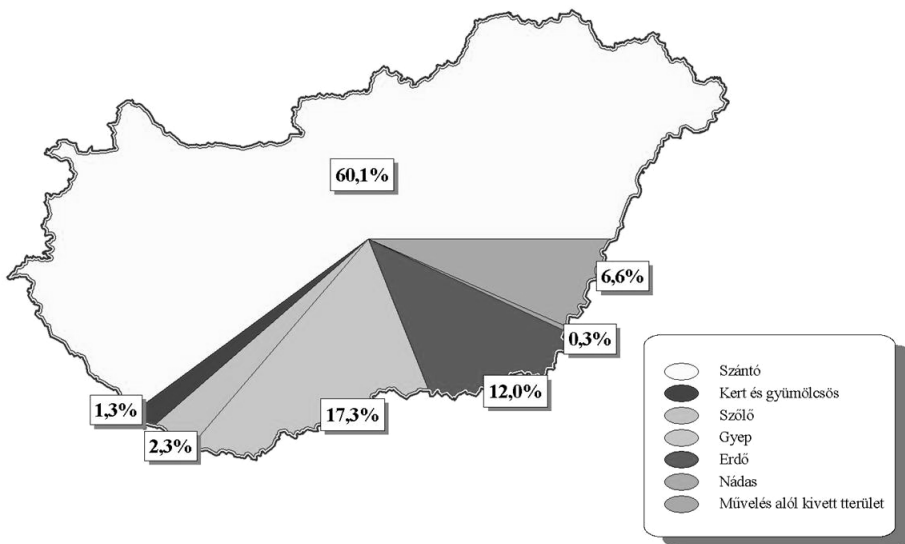 60,1%
6,6%
0,3%
12,0%
17,3%
2,3%
1,3%
Szántó
Kert és gyümölcsös
Szőlő
Gyep
Erdő
Nádas
Művelés alól kivett tterület